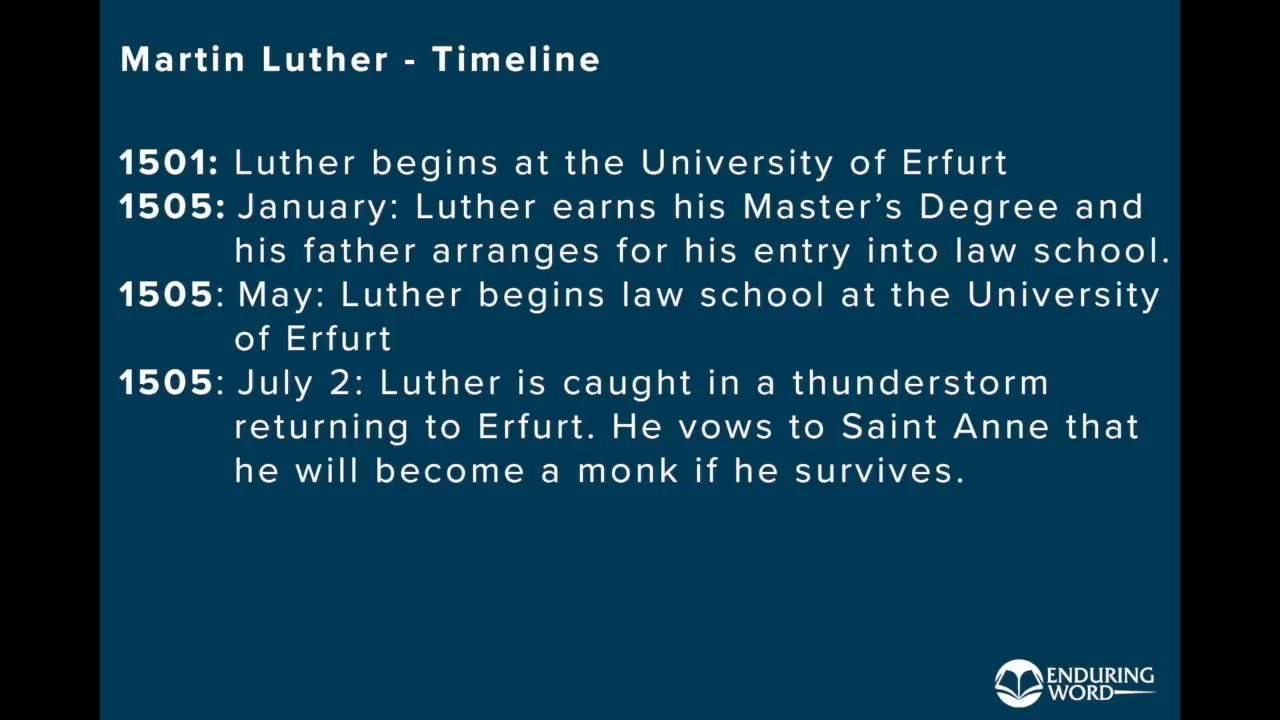 Martin Luther - Timeline
1501: Luther begins at the University of Erfurt
1505: January: Luther earns his Master’s Degree and
his father arranges for his entry into law school.
1505: May: Luther begins law school at the University
of Erfurt
1505: July 2: Luther is caught in a thunderstorm
returning to Erfurt. He vows to Saint Anne that
he will become a monk if he survives.
ENDURING
WORD